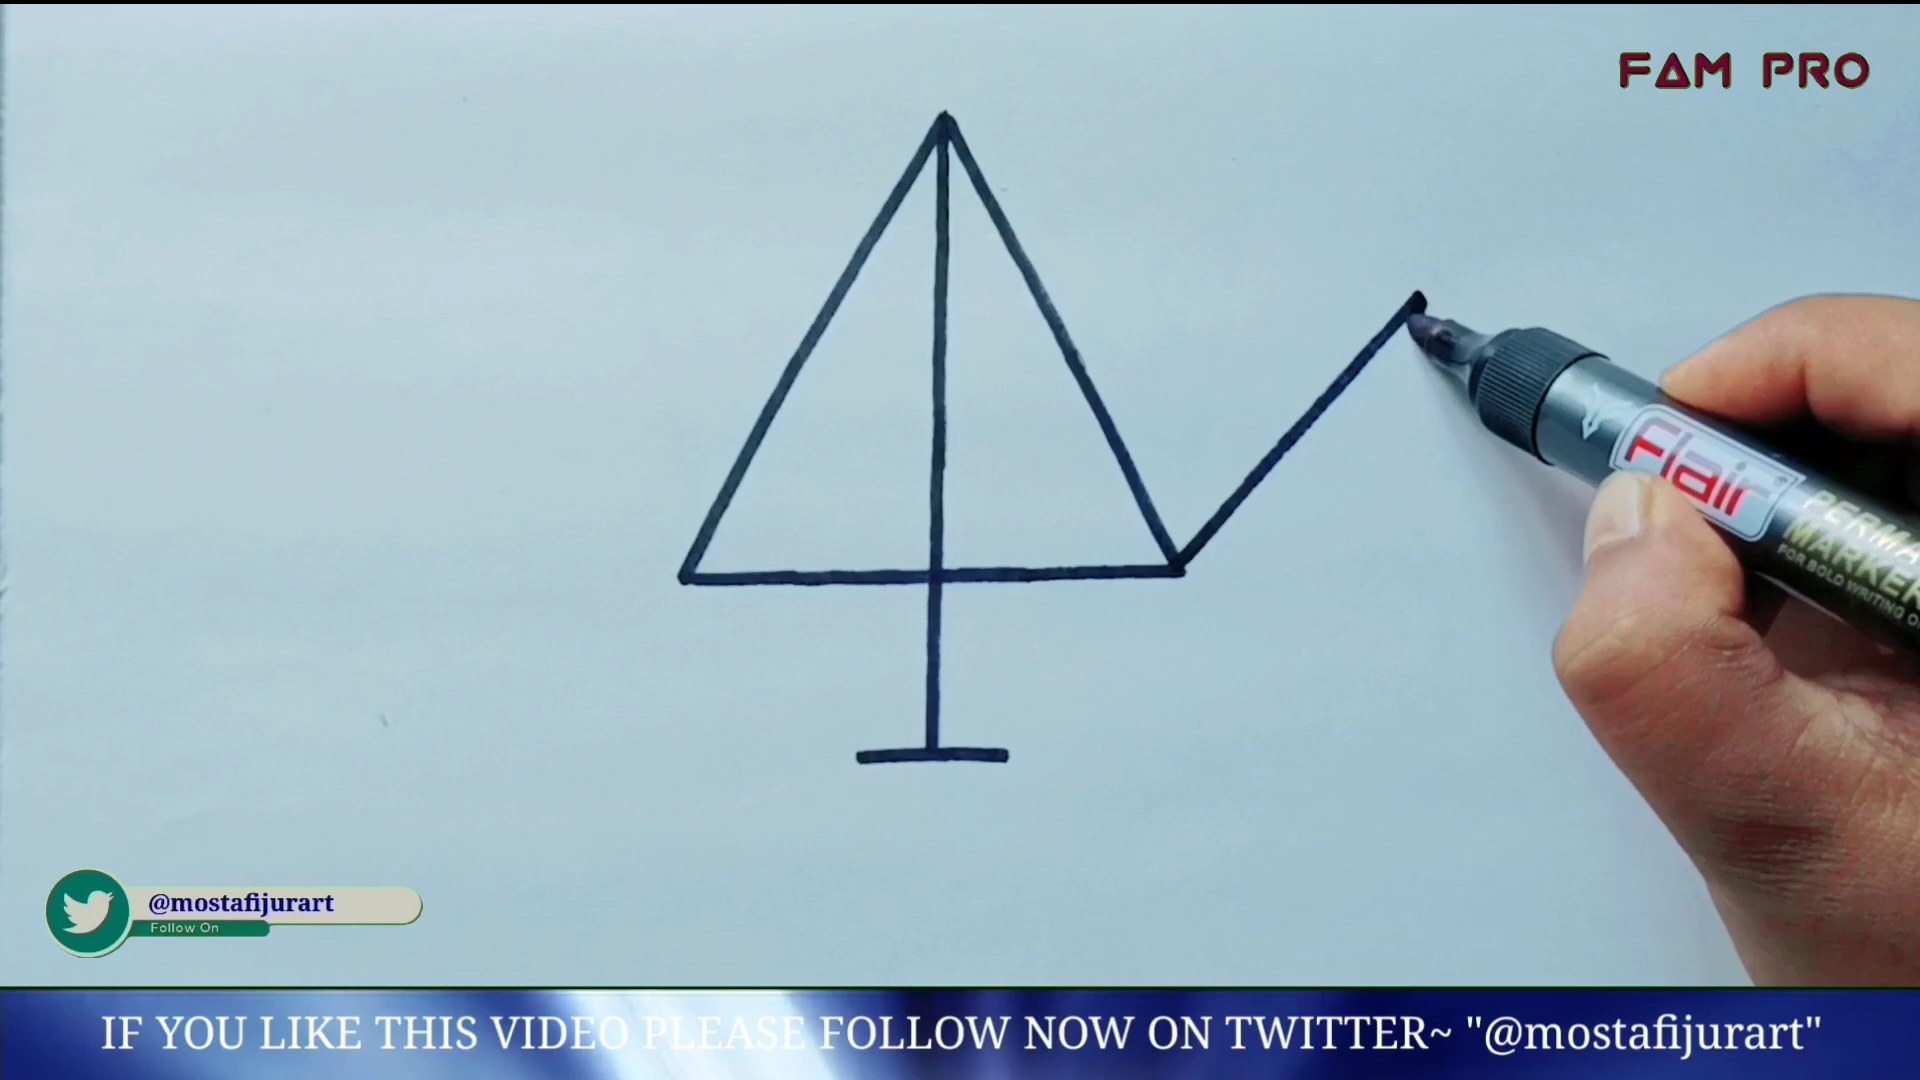 FAM PRO
Flair
PERMA
MARKER
FOR BOLD WRITING O
@mostafijurart
Follow On
IF YOU LIKE THIS VIDEO PLEASE FOLLOW NOW ON TWITTER~ "@mostafijurart"